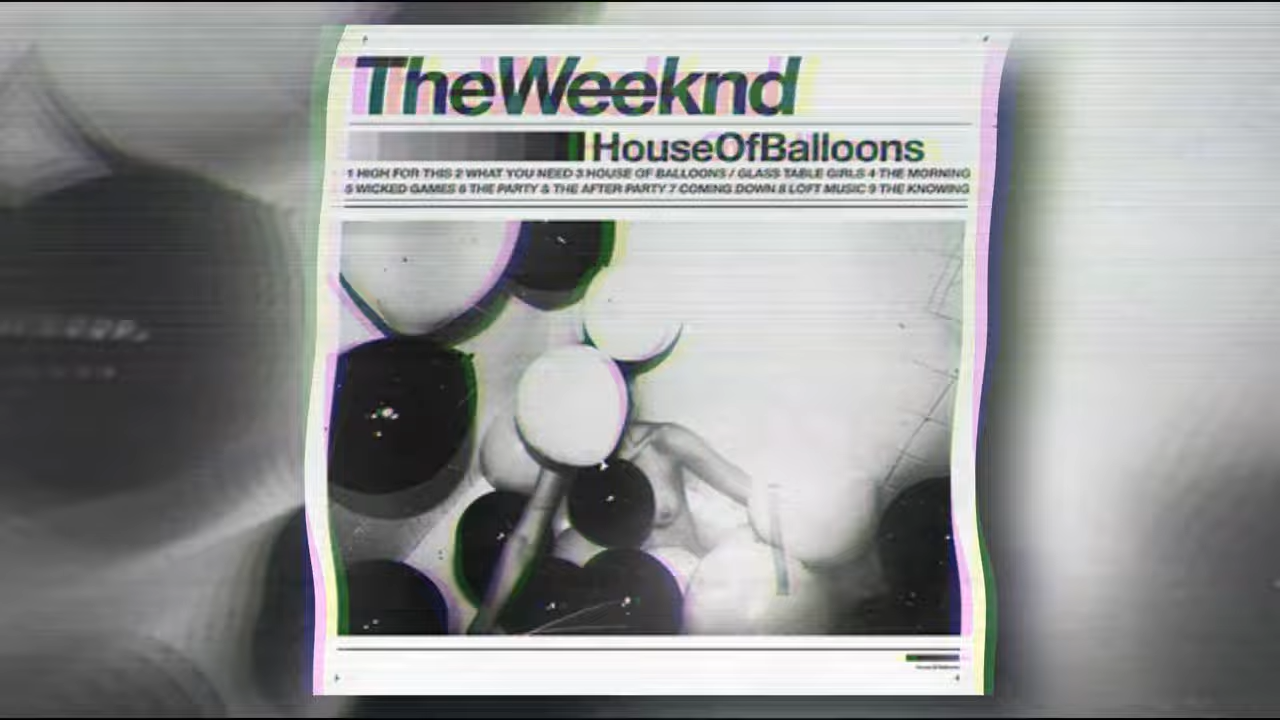 TheWeeknd
HouseOfBalloons
1 HIGH FOR THIS 2 WHAT YOU NEED 3 HOUSE OF BALLOONS / GLASS TABLE GIRLS 4 THE MORNING
5 WICKED GAMES 6 THE PARTY & THE AFTER PARTY 7 COMING DOWN 8 LOFT MUSIC 9 THE KNOWING